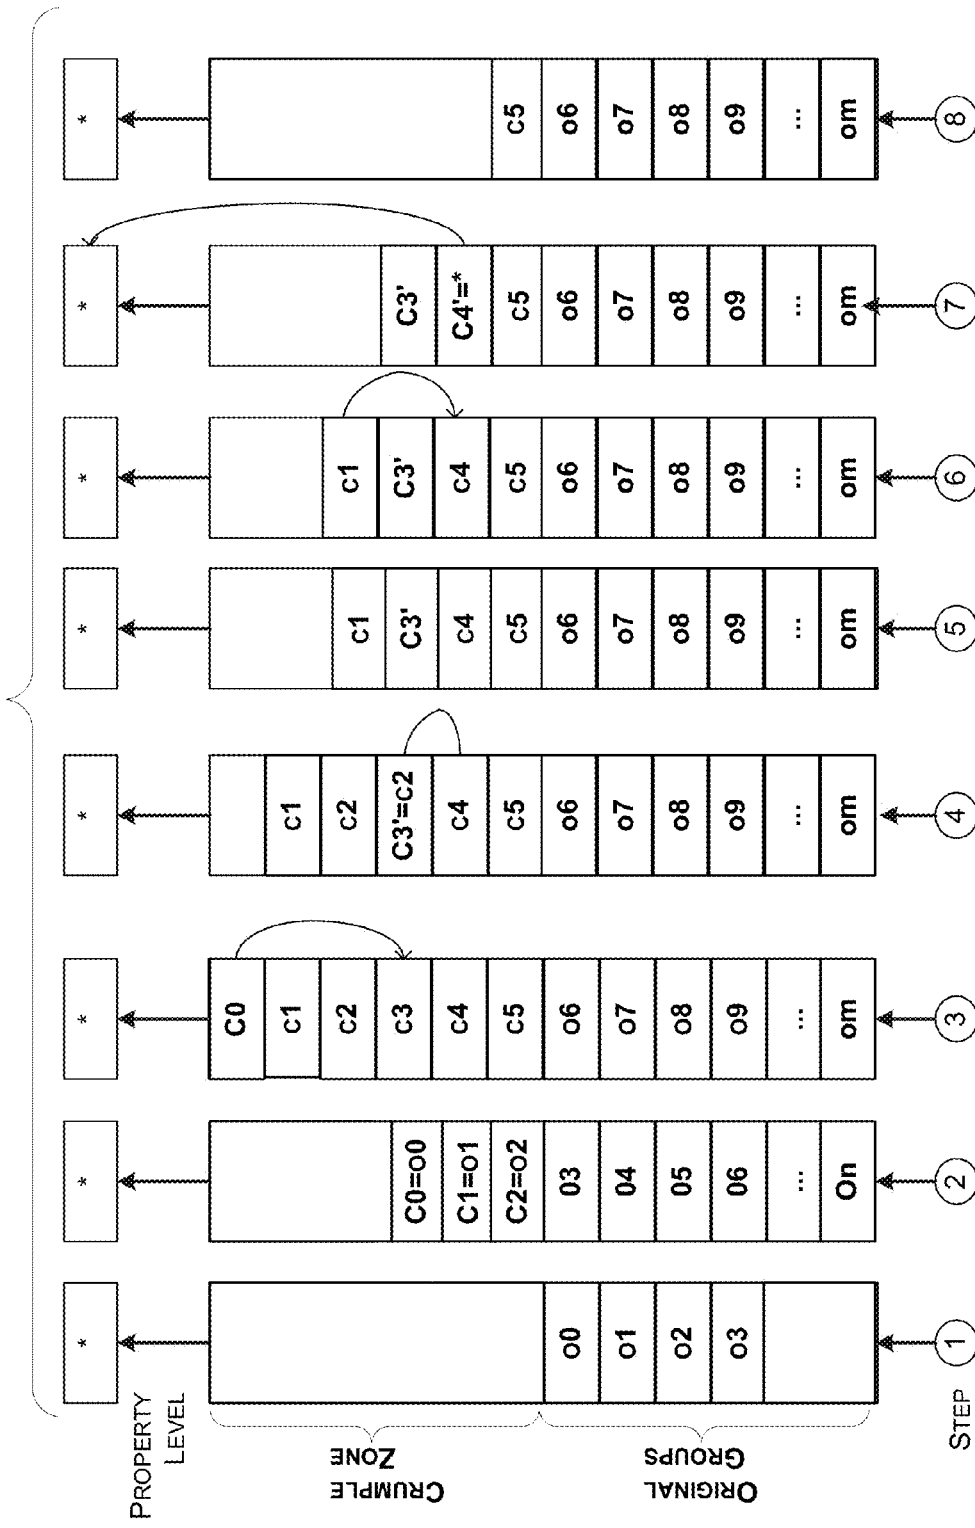 PROPERTY
LEVEL
CRUMPLE
ZONE
ORIGINAL
GROUPS
STEP
*
o0
o1
o2
o3
1
*
C0=o0
C1=o1
C2=o2
03
04
05
06
...
On
2
*
C0
c1
c2
c3
c4
c5
o6
o7
o8
o9
...
om
3
*
c1
c2
C3'=c2
c4
c5
o6
o7
o8
o9
...
om
4
*
c1
C3'
c4
c5
o6
o7
o8
o9
...
om
5
*
c1
C3'
c4
c5
o6
o7
o8
o9
...
om
6
*
C3'
C4'=*
c5
o6
o7
o8
o9
...
om
7
*
c5
o6
o7
o8
o9
...
om
8